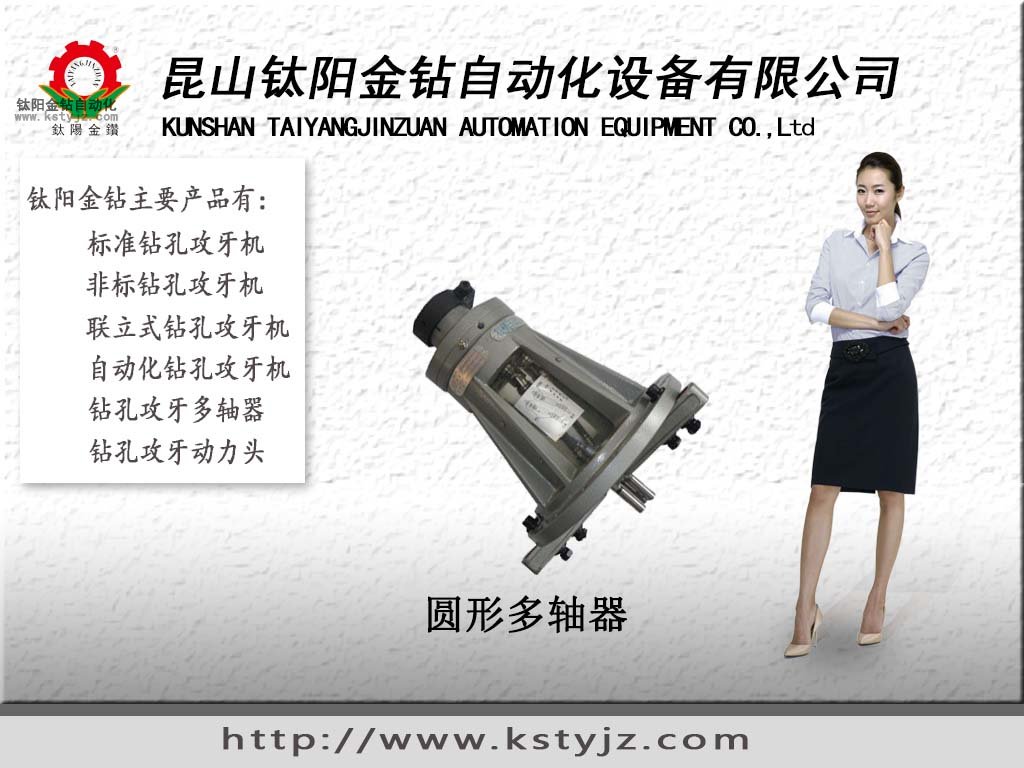 昆山钛阳金钻自动化设备有限公司
KUNSHAN TAIYANGJINZUAN AUTOMATION EQUIPMENT CO.,Ltd
TAIYANGJINZUAN
®
钛阳金钻自动化
www.kstyjz.com
鈦陽金鑽
钛阳金钻主要产品有：
标准钻孔攻牙机
非标钻孔攻牙机
联立式钻孔攻牙机
自动化钻孔攻牙机
钻孔攻牙多轴器
钻孔攻牙动力头
圆形多轴器
http://www.kstyjz.com